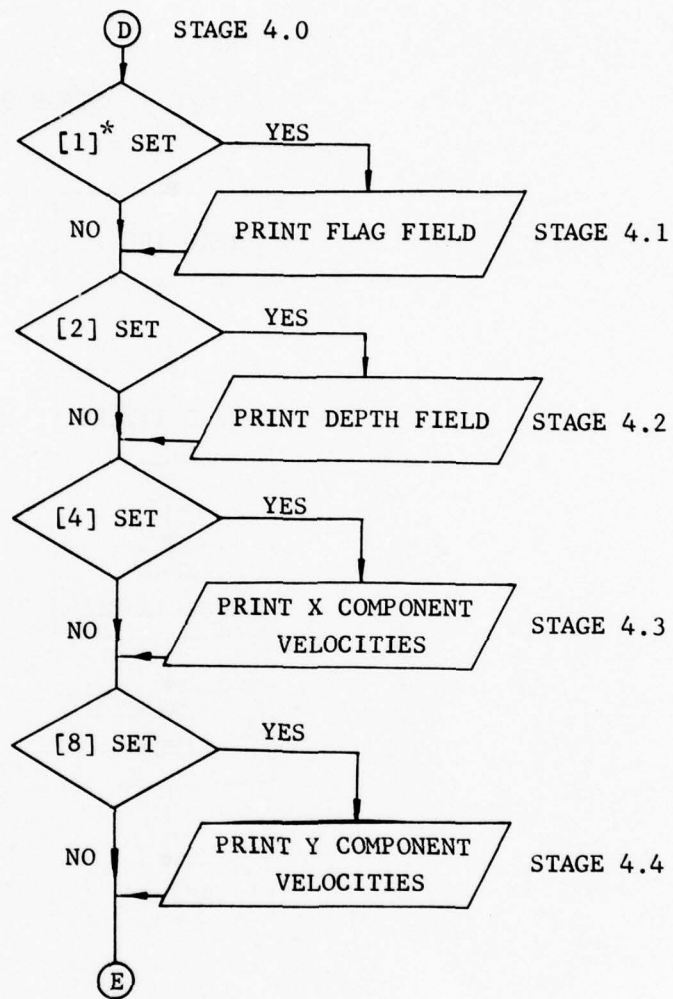 D STAGE 4.0
[1]* SET
YES
NO
PRINT FLAG FIELD
STAGE 4.1
[2] SET
YES
NO
PRINT DEPTH FIELD
STAGE 4.2
[4] SET
YES
NO
PRINT X COMPONENT
VELOCITIES
STAGE 4.3
[8] SET
YES
NO
PRINT Y COMPONENT
VELOCITIES
STAGE 4.4
E